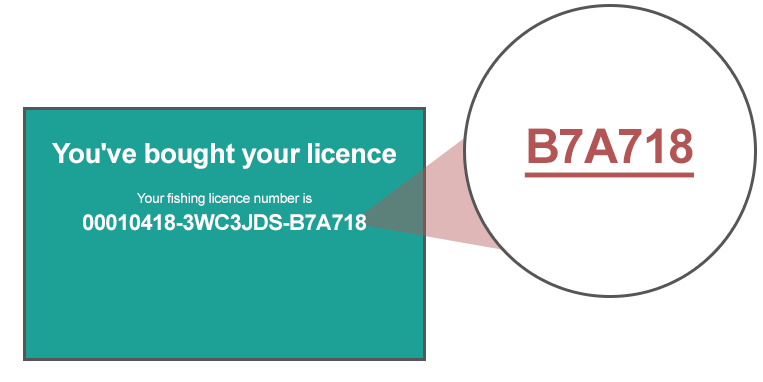 You've bought your licence
Your fishing licence number is
00010418-3WC3JDS-B7A718
B7A718